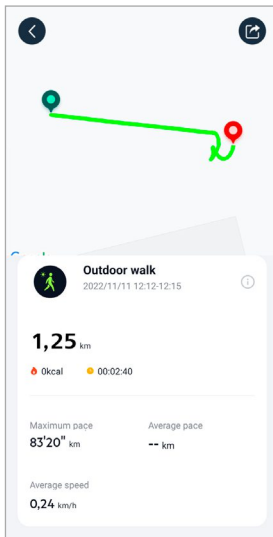 Outdoor walk
2022/11/11 12:12-12:15
1,25 km
0kcal 00:02:40
Maximum pace Average pace
83'20" km -- km
Average speed
0,24 km/h